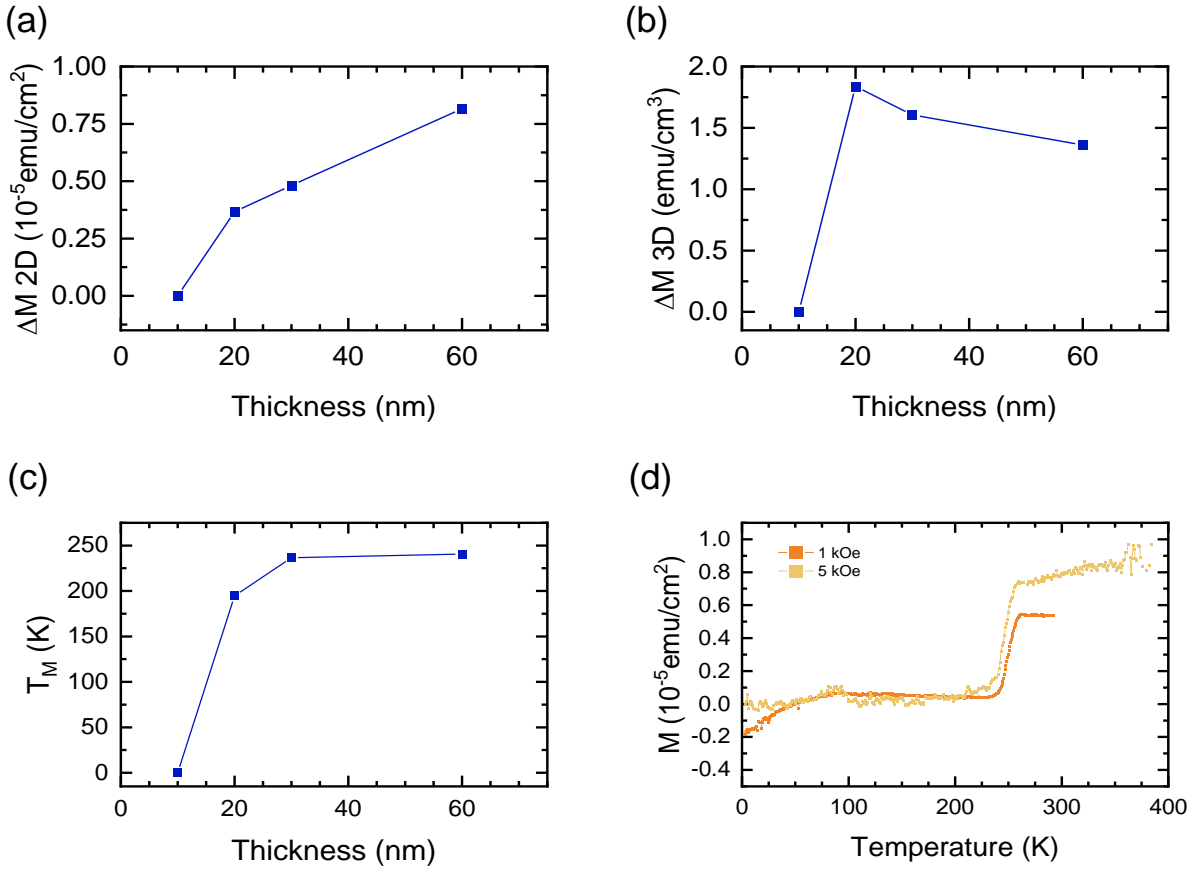 (a)
1.00
0.75
0.50
0.25
0.00
ΔM 2D (10⁻⁵emu/cm²)
0 20 40 60
Thickness (nm)
(b)
2.0
1.5
1.0
0.5
0.0
ΔM 3D (emu/cm³)
0 20 40 60
Thickness (nm)
(c)
250
200
150
100
50
0
T_M (K)
0 20 40 60
Thickness (nm)
(d)
1.0
0.8
0.6
0.4
0.2
0.0
-0.2
-0.4
M (10⁻⁵emu/cm²)
1 kOe
5 kOe
0 100 200 300 400
Temperature (K)